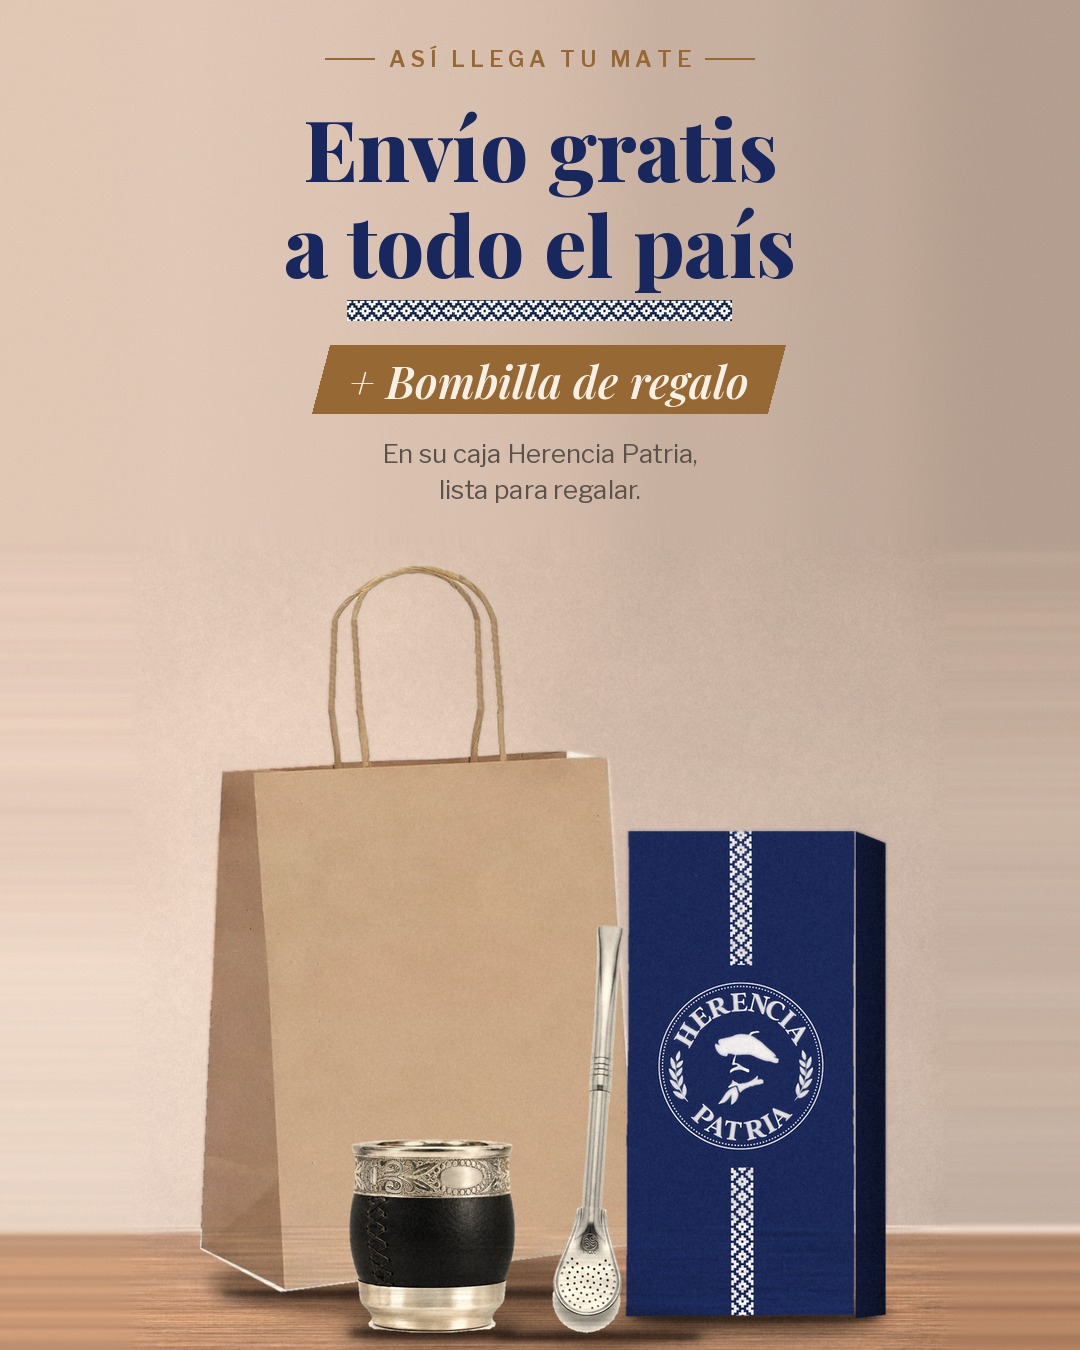 ASÍ LLEGA TU MATE
Envío gratis
a todo el país
+ Bombilla de regalo
En su caja Herencia Patria,
lista para regalar.
HERENCIA
PATRIA